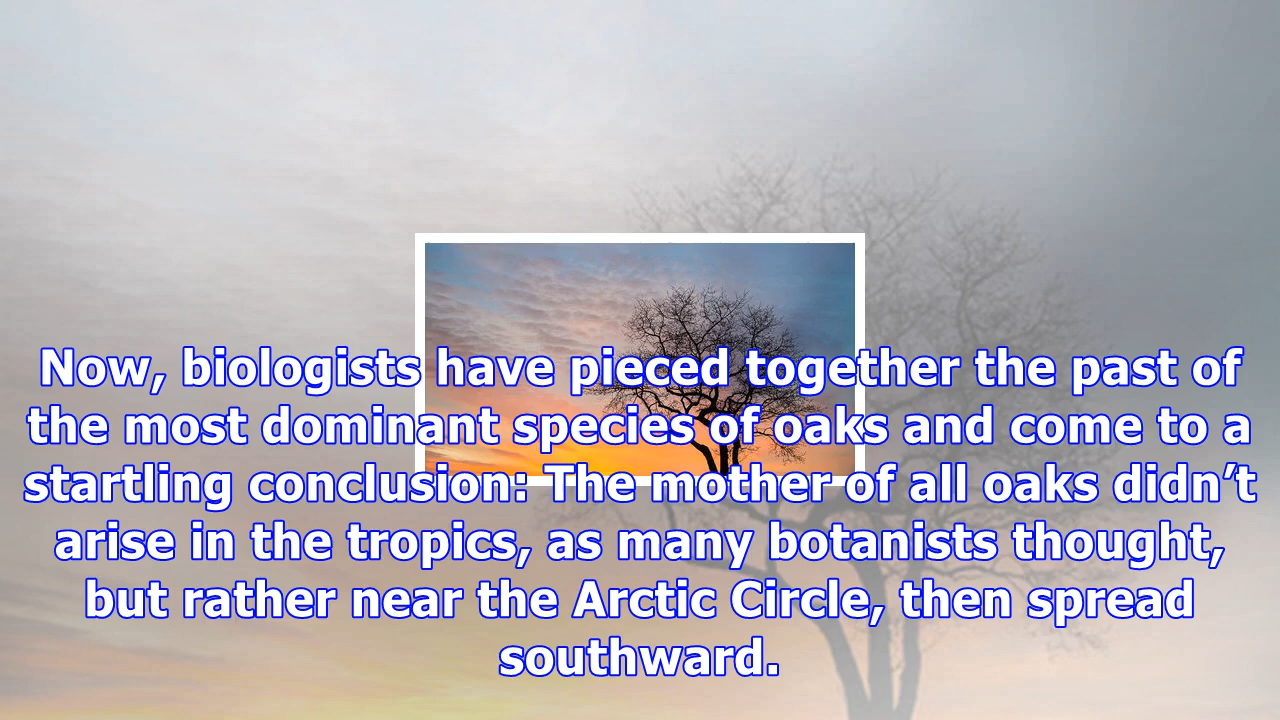 Now, biologists have pieced together the past of
the most dominant species of oaks and come to a
startling conclusion: The mother of all oaks didn’t
arise in the tropics, as many botanists thought,
but rather near the Arctic Circle, then spread
southward.